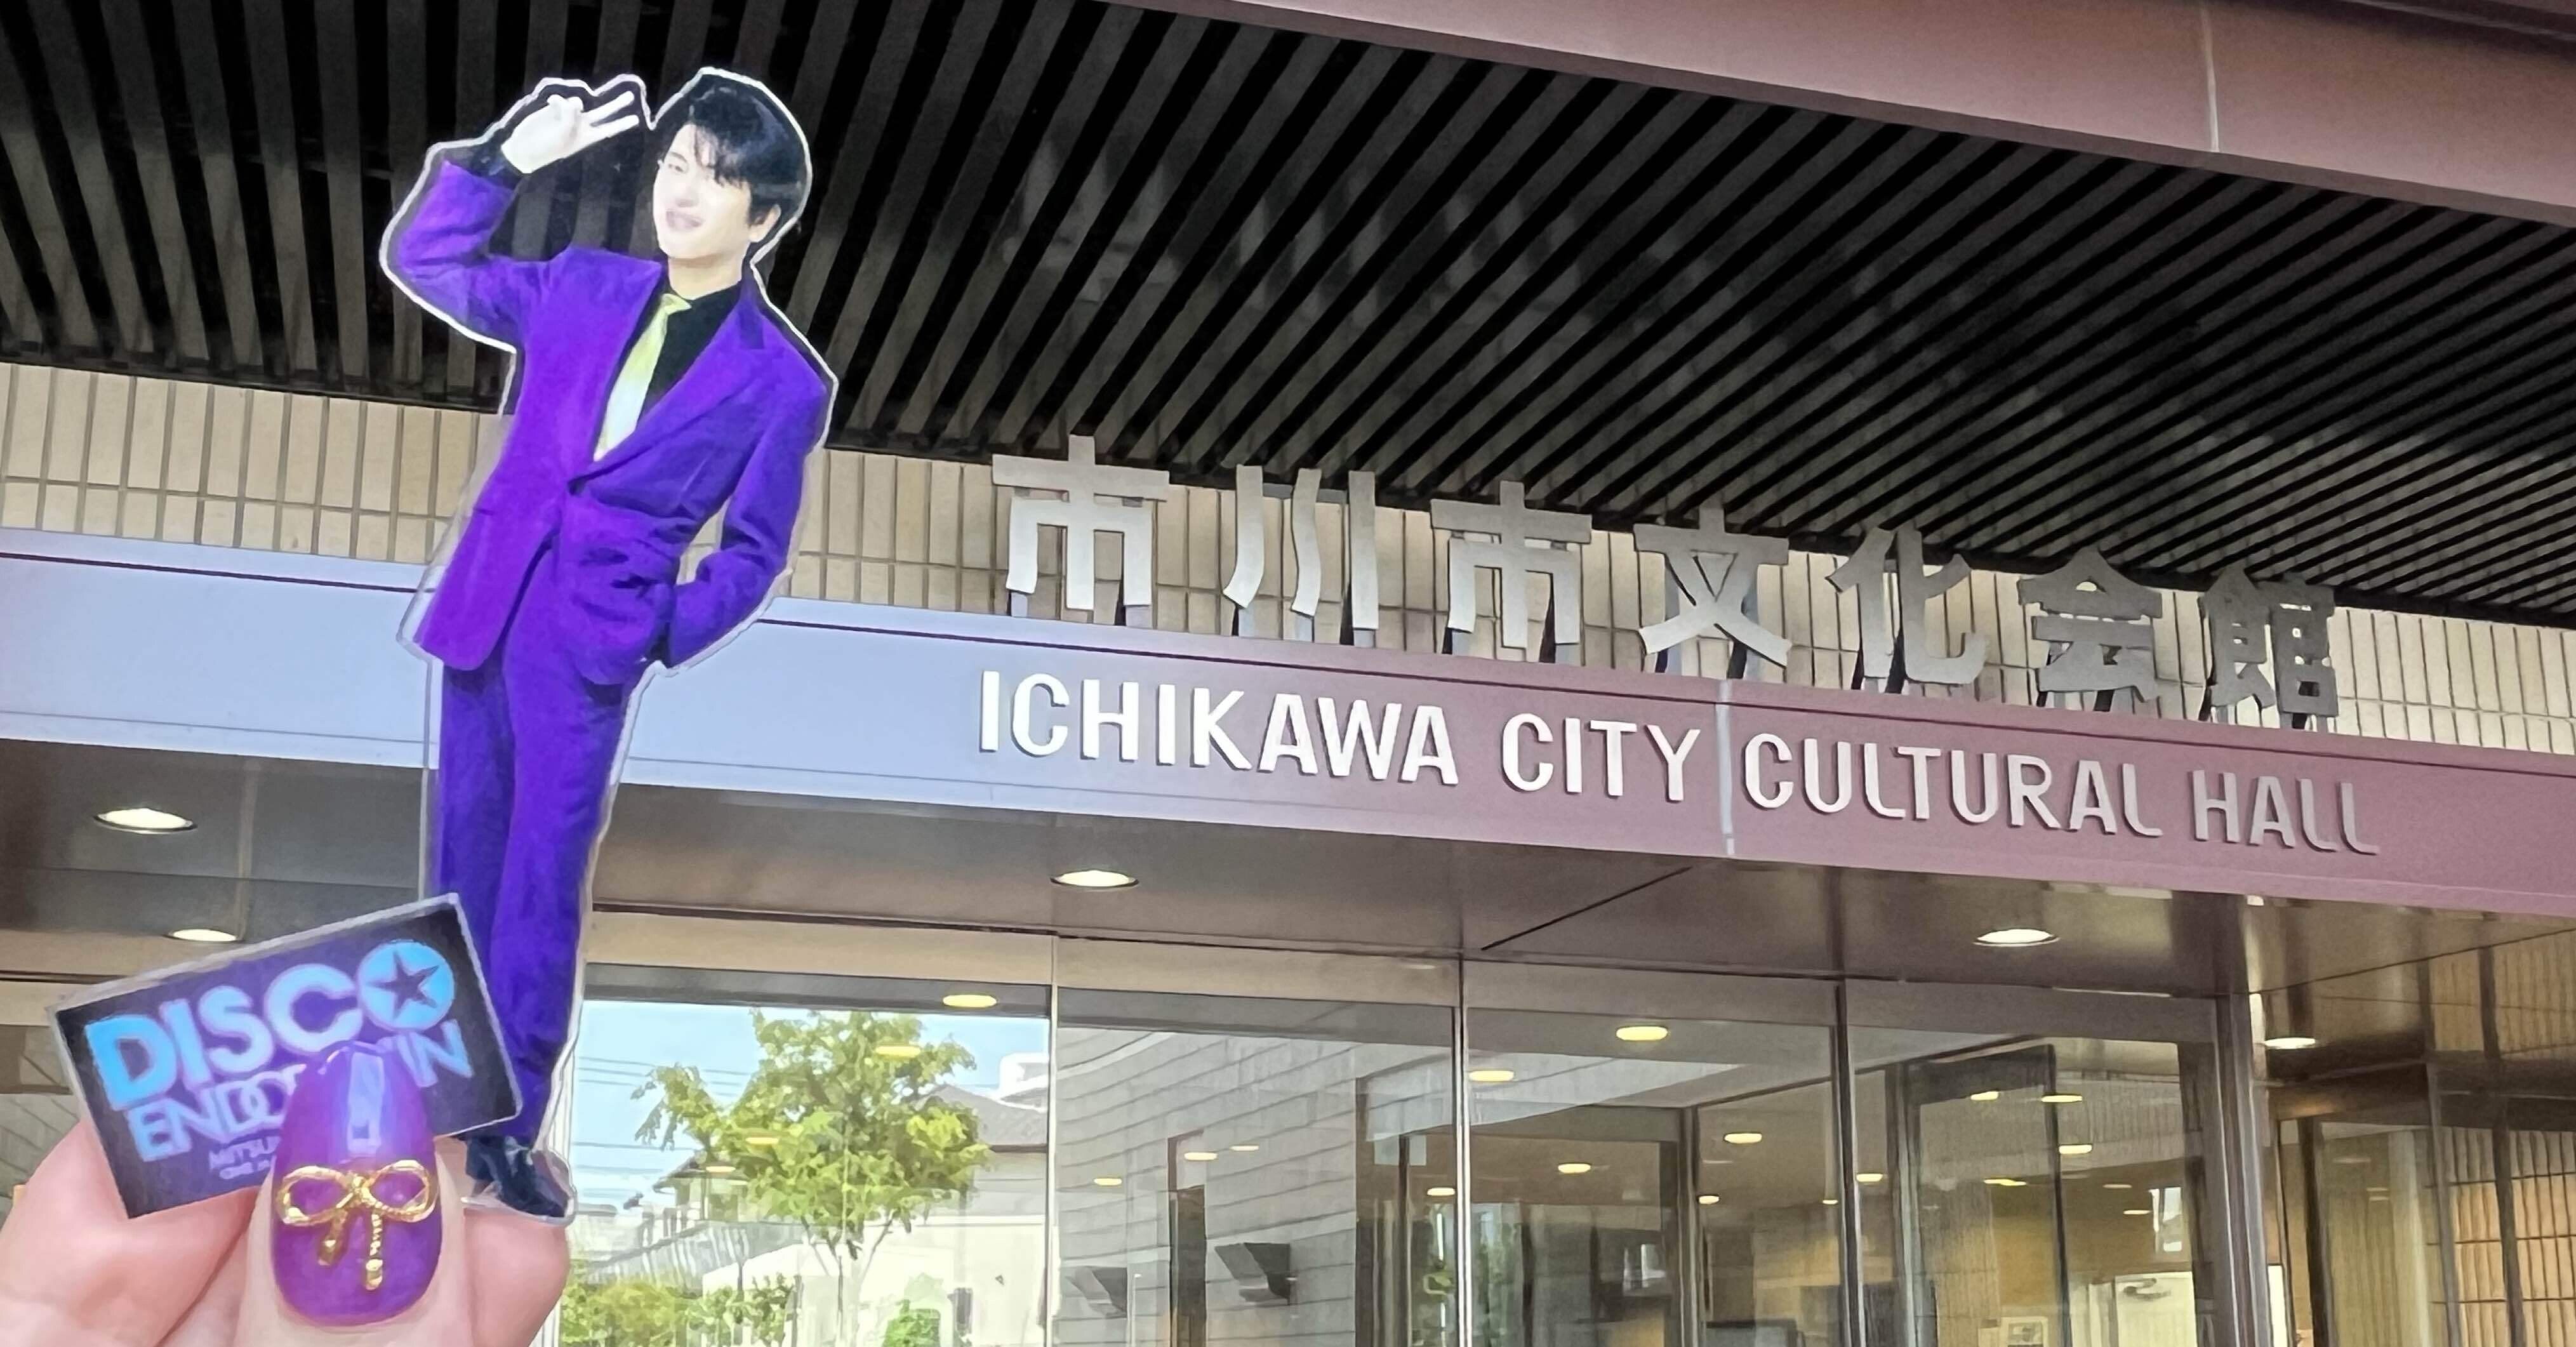 市川市文化会館
ICHIKAWA CITY CULTURAL HALL
DISCO